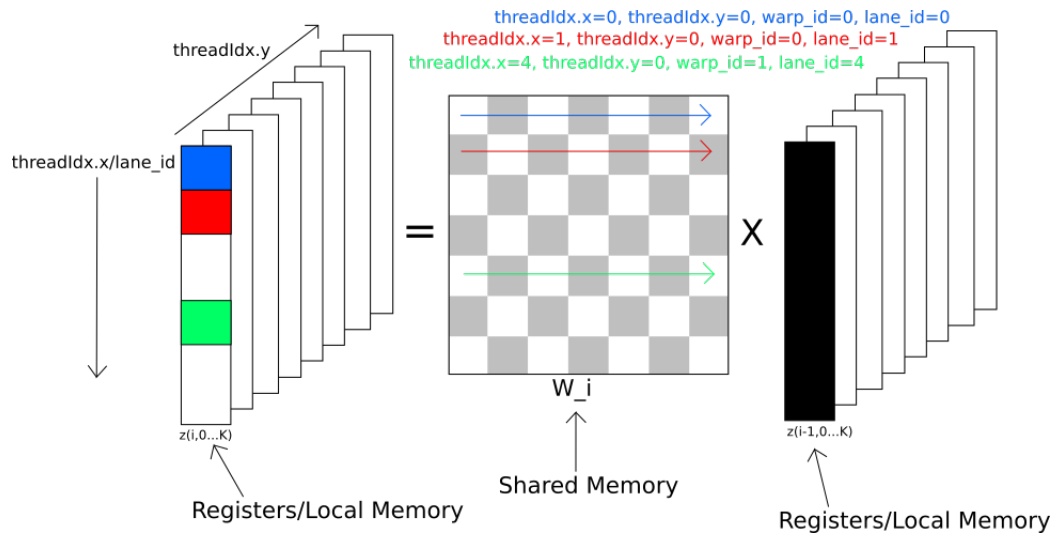 threadIdx.x=0, threadIdx.y=0, warp_id=0, lane_id=0
threadIdx.x=1, threadIdx.y=0, warp_id=0, lane_id=1
threadIdx.x=4, threadIdx.y=0, warp_id=1, lane_id=4
threadIdx.y
threadIdx.x/lane_id
=
X
W_i
z(i,0...K)
z(i-1,0...K)
Shared Memory
Registers/Local Memory
Registers/Local Memory